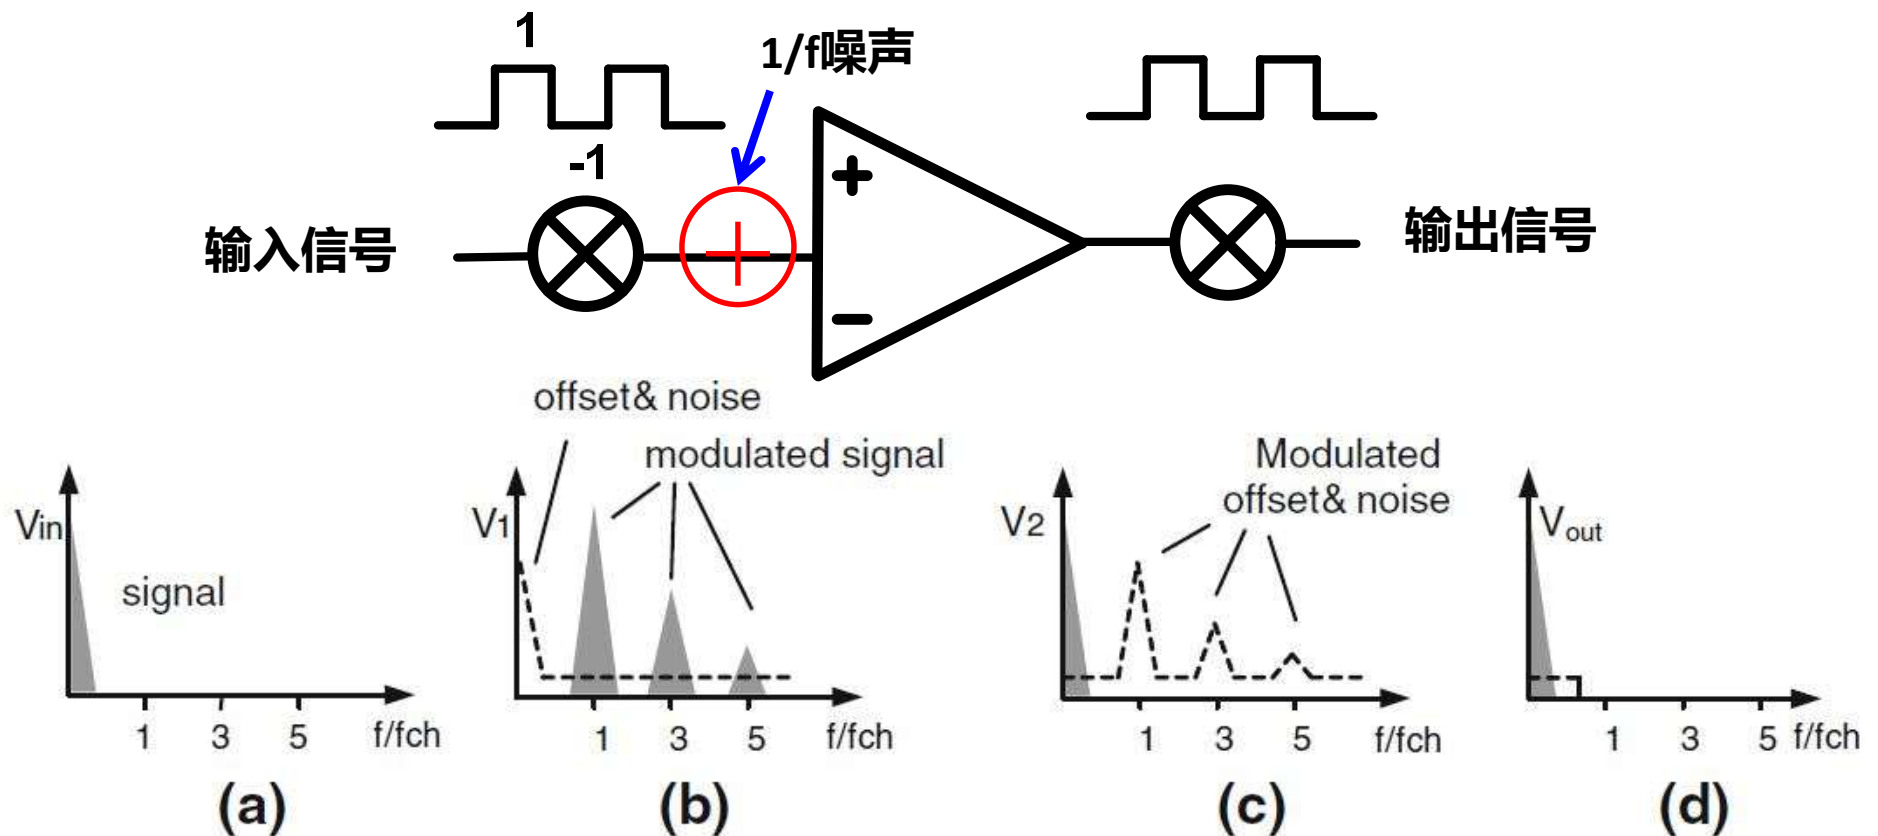 1
1/f噪声
-1
+
输入信号
输出信号
−
offset& noise
modulated signal
Modulated
offset& noise
Vin
signal
1 3 5 f/fch
V1
1 3 5 f/fch
V2
1 3 5 f/fch
Vout
1 3 5 f/fch
(a) (b) (c) (d)